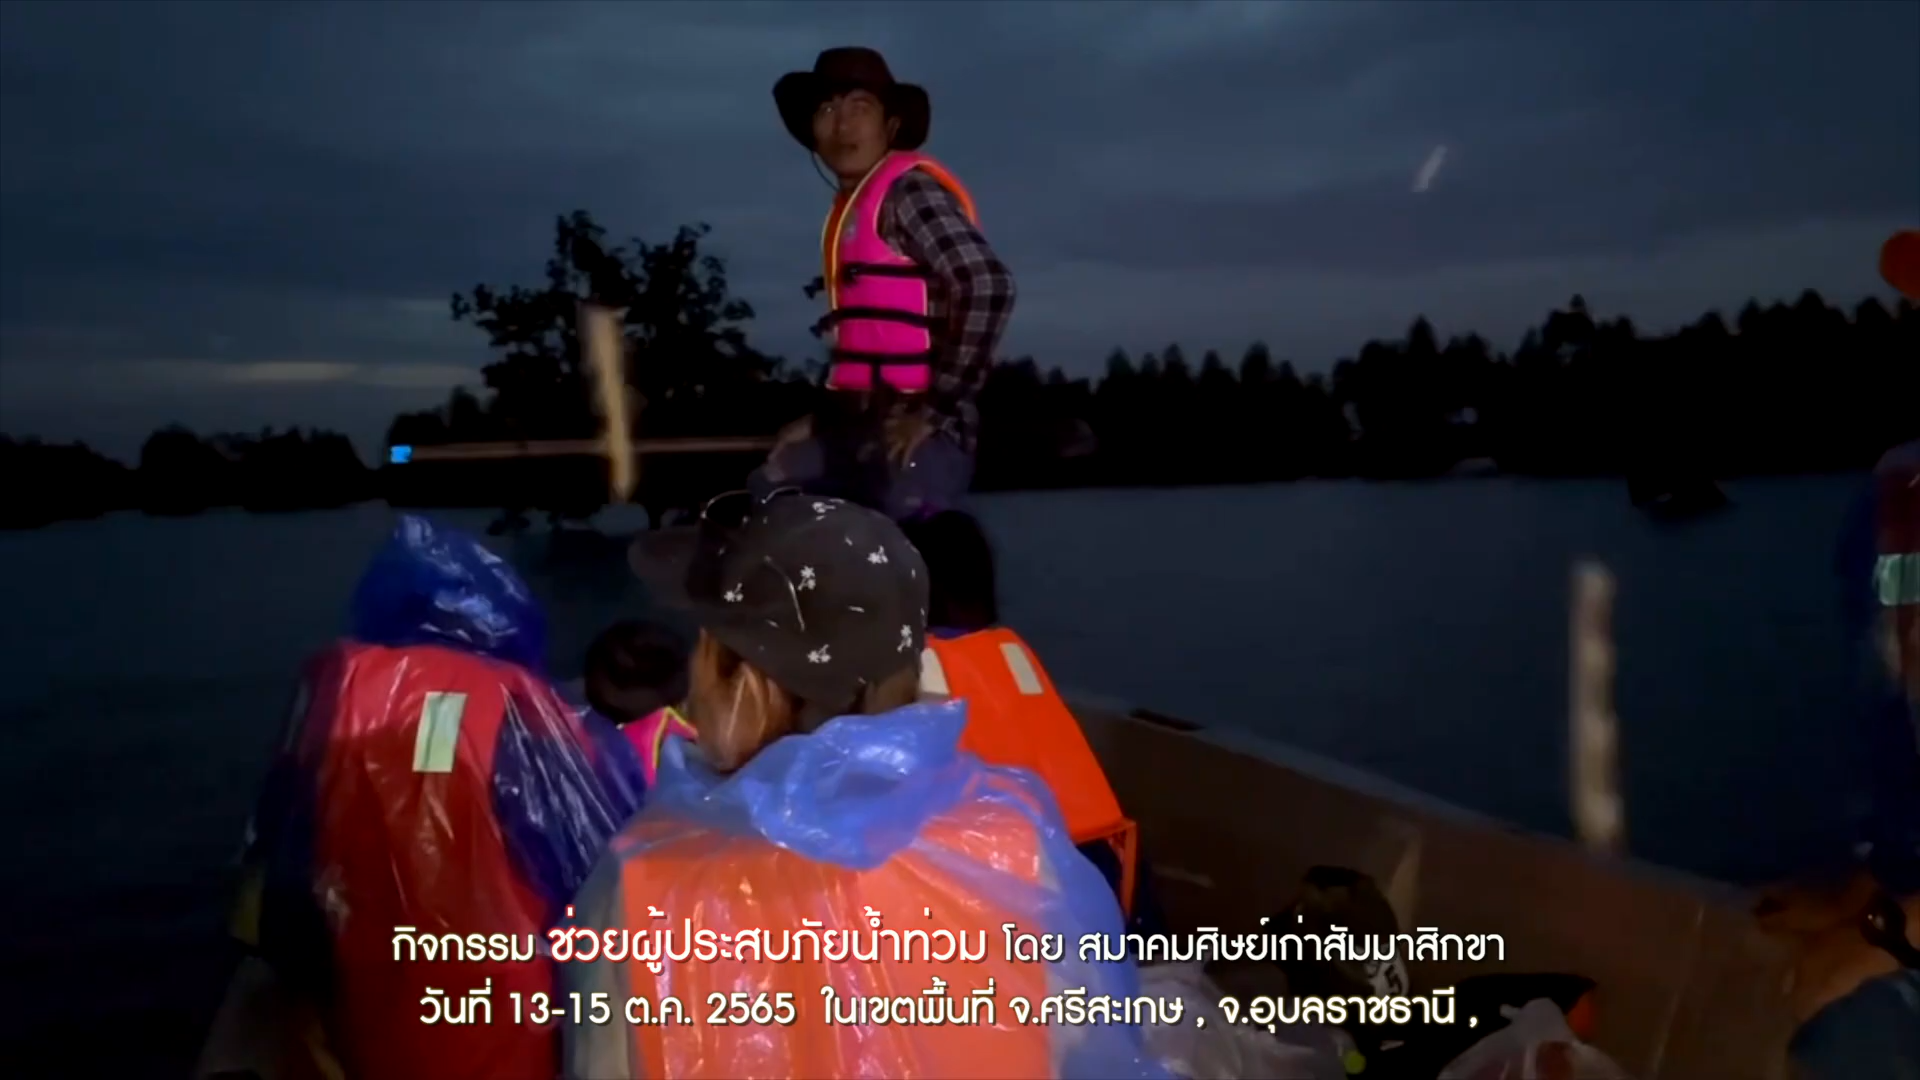 กิจกรรม ช่วยผู้ประสบภัยน้ำท่วม โดย สมาคมศิษย์เก่าสัมมาสิกขา
วันที่ 13-15 ต.ค. 2565 ในเขตพื้นที่ จ.ศรีสะเกษ , จ.อุบลราชธานี ,